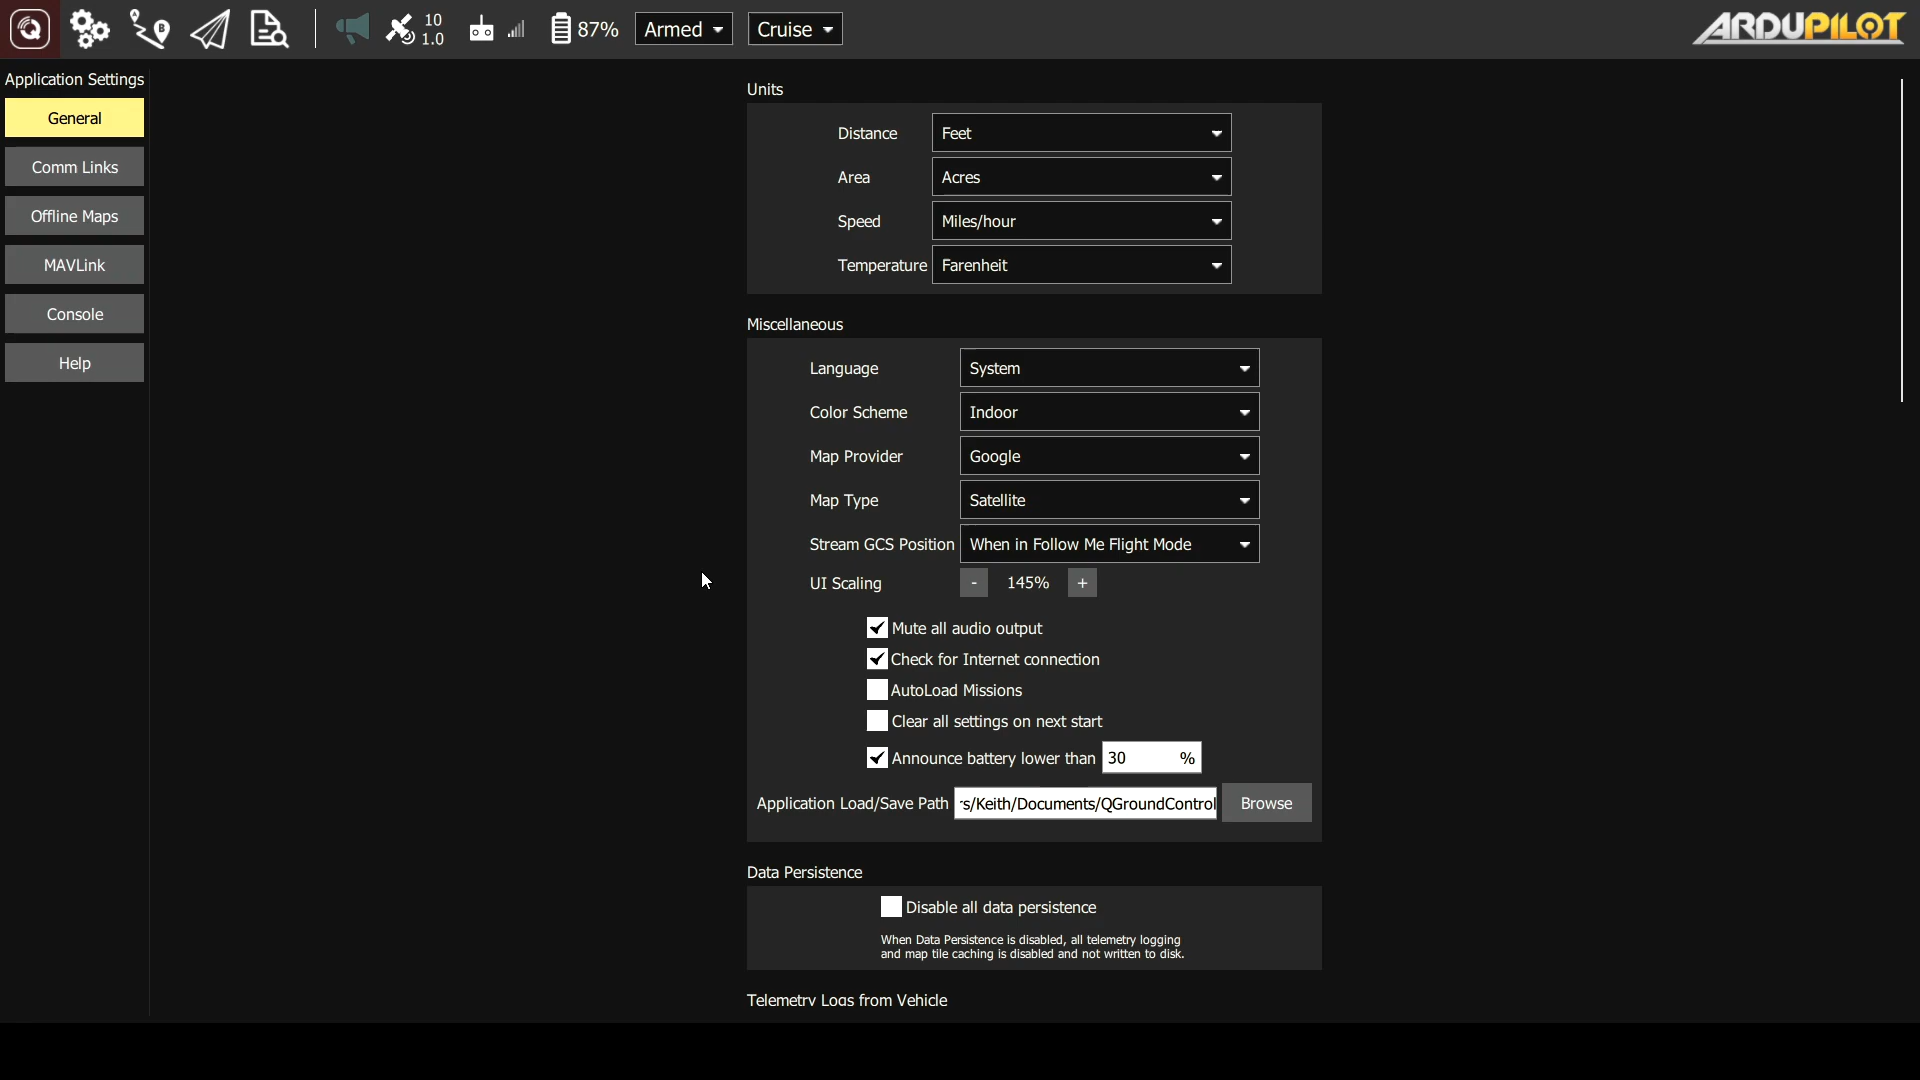 10
1.0
87%
Armed
Cruise
ARDUPILOT
Application Settings
General
Comm Links
Offline Maps
MAVLink
Console
Help
Units
Distance Feet
Area Acres
Speed Miles/hour
Temperature Farenheit
Miscellaneous
Language System
Color Scheme Indoor
Map Provider Google
Map Type Satellite
Stream GCS Position When in Follow Me Flight Mode
UI Scaling - 145% +
Mute all audio output
Check for Internet connection
AutoLoad Missions
Clear all settings on next start
Announce battery lower than 30 %
Application Load/Save Path s/Keith/Documents/QGroundControl Browse
Data Persistence
Disable all data persistence
When Data Persistence is disabled, all telemetry logging
and map tile caching is disabled and not written to disk.
Telemetry Logs from Vehicle